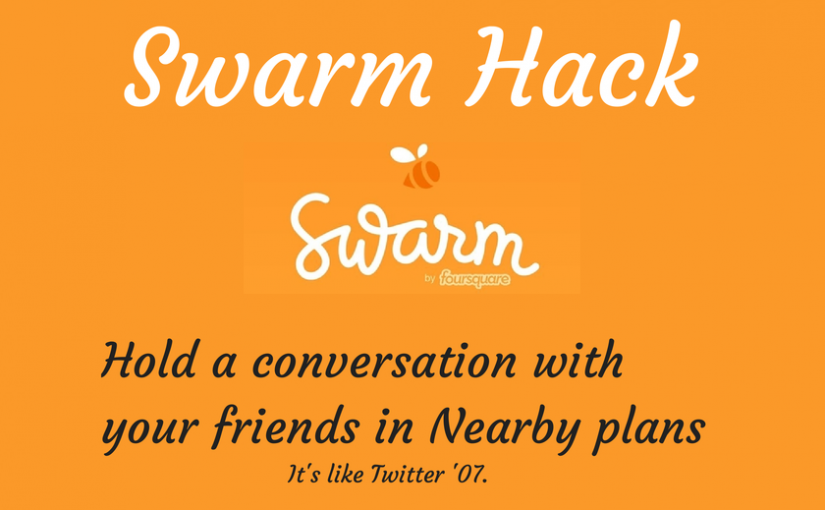 Swarm Hack
Swarm
by foursquare
Hold a conversation with
your friends in Nearby plans
It's like Twitter '07.